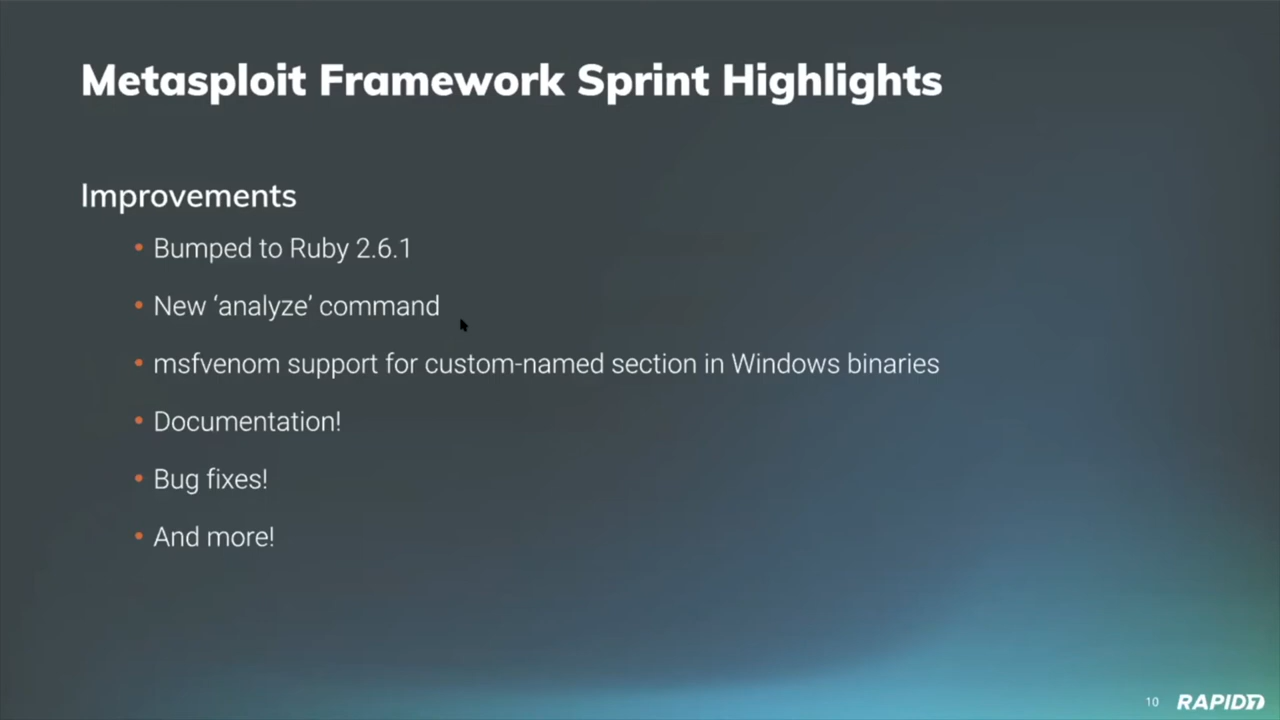 Metasploit Framework Sprint Highlights
Improvements
• Bumped to Ruby 2.6.1
• New ‘analyze’ command
• msfvenom support for custom-named section in Windows binaries
• Documentation!
• Bug fixes!
• And more!
10 RAPID7